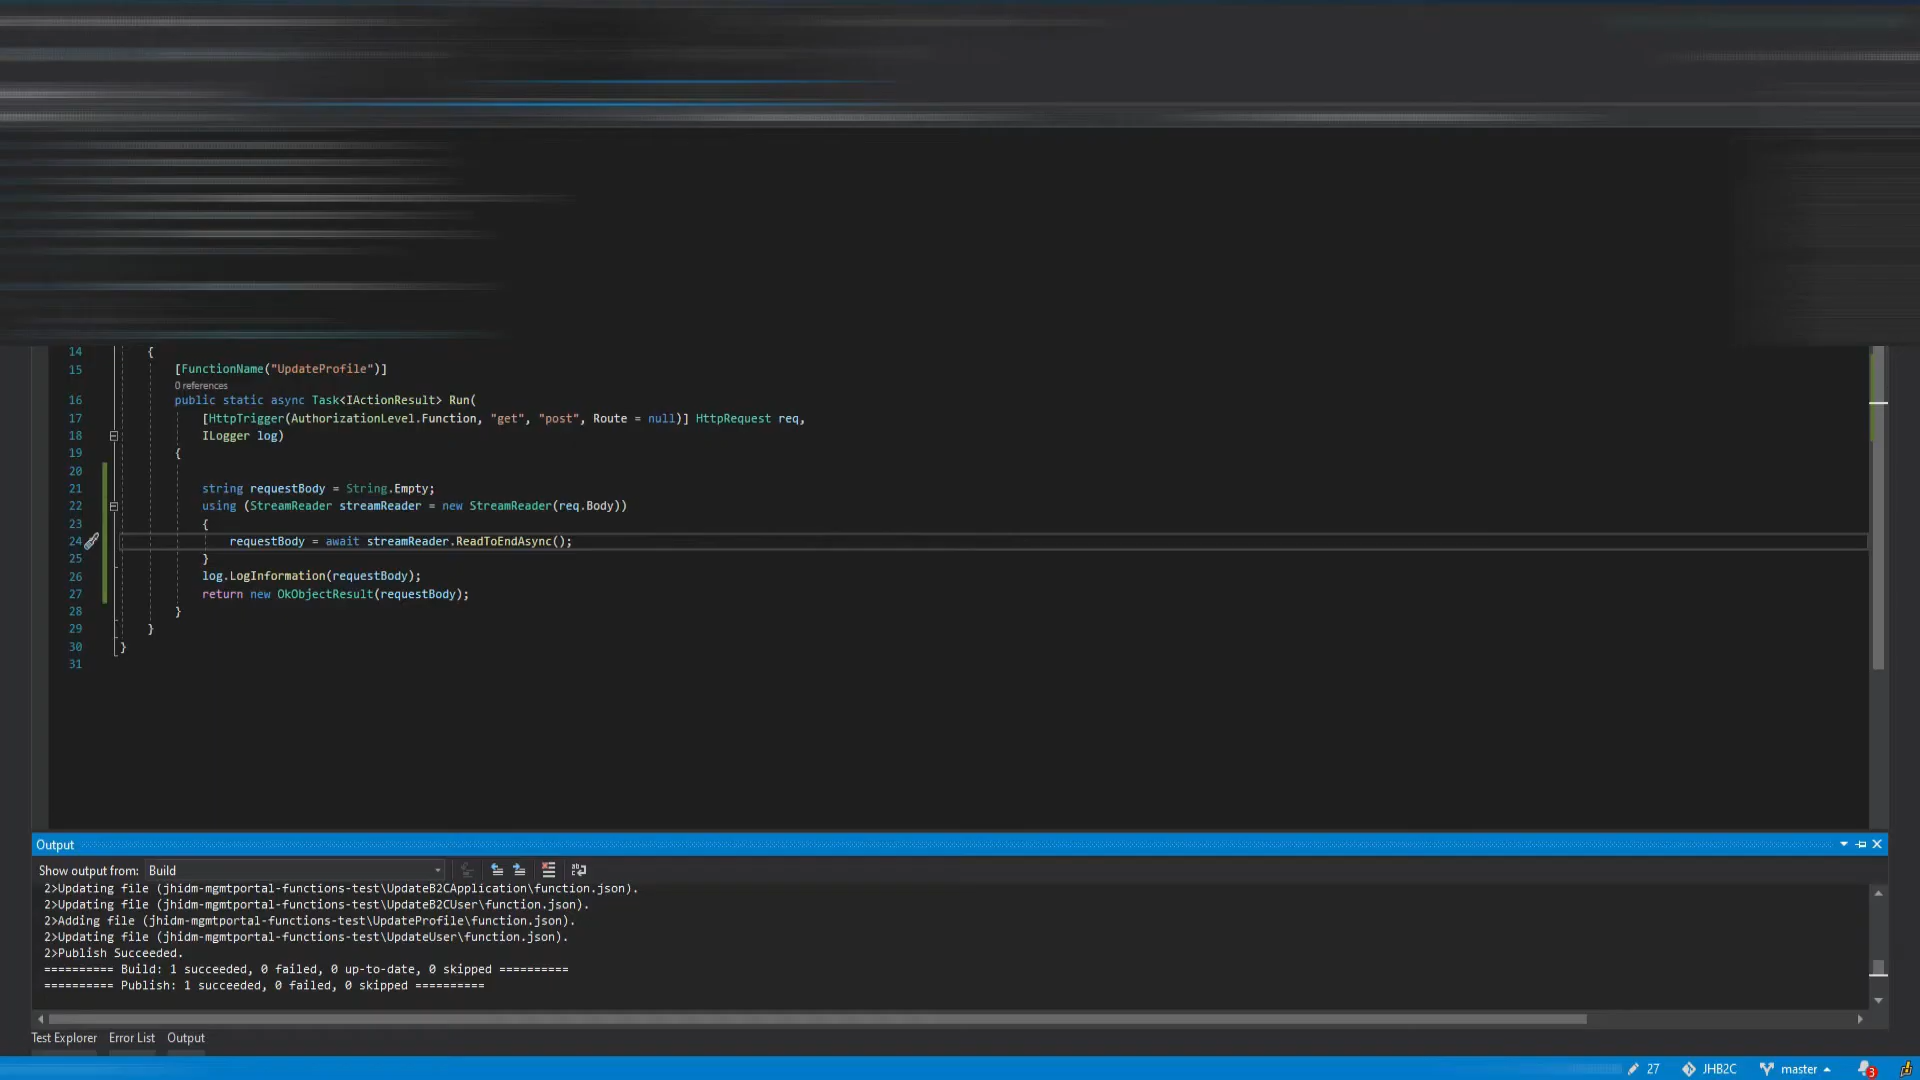 14 {
15 [FunctionName("UpdateProfile")]
0 references
16 public static async Task<IActionResult> Run(
17 [HttpTrigger(AuthorizationLevel.Function, "get", "post", Route = null)] HttpRequest req,
18 ILogger log)
19 {
20
21 string requestBody = String.Empty;
22 using (StreamReader streamReader = new StreamReader(req.Body))
23 {
24 requestBody = await streamReader.ReadToEndAsync();
25 }
26 log.LogInformation(requestBody);
27 return new OkObjectResult(requestBody);
28 }
29 }
30 }
31
Output
Show output from: Build
2>Updating file (jhidm-mgmtportal-functions-test\UpdateB2CApplication\function.json).
2>Updating file (jhidm-mgmtportal-functions-test\UpdateB2CUser\function.json).
2>Adding file (jhidm-mgmtportal-functions-test\UpdateProfile\function.json).
2>Updating file (jhidm-mgmtportal-functions-test\UpdateUser\function.json).
2>Publish Succeeded.
========== Build: 1 succeeded, 0 failed, 0 up-to-date, 0 skipped ==========
========== Publish: 1 succeeded, 0 failed, 0 skipped ==========
Test Explorer Error List Output
27 JHB2C master 3